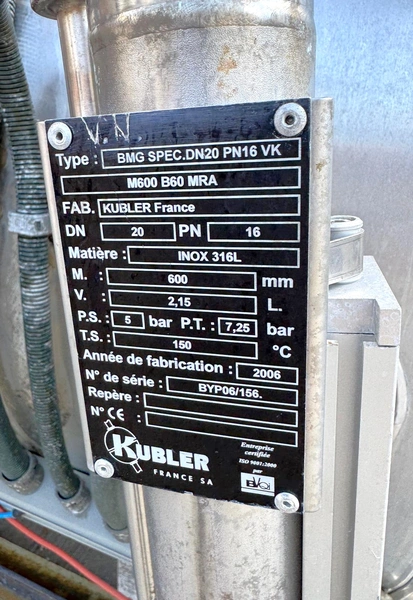 Type : BMG SPEC.DN20 PN16 VK
M600 B60 MRA
FAB. KUBLER France
DN 20 PN 16
Matière : INOX 316L
M. : 600 mm
V. : 2,15 L.
P.S. : 5 bar P.T. : 7,25 bar
T.S. : 150 °C
Année de fabrication : 2006
N° de série : BYP06/156.
Repère :
N° CE :
KUBLER
FRANCE SA
Entreprise
certifiée
ISO 9001:2000
par
BVQi